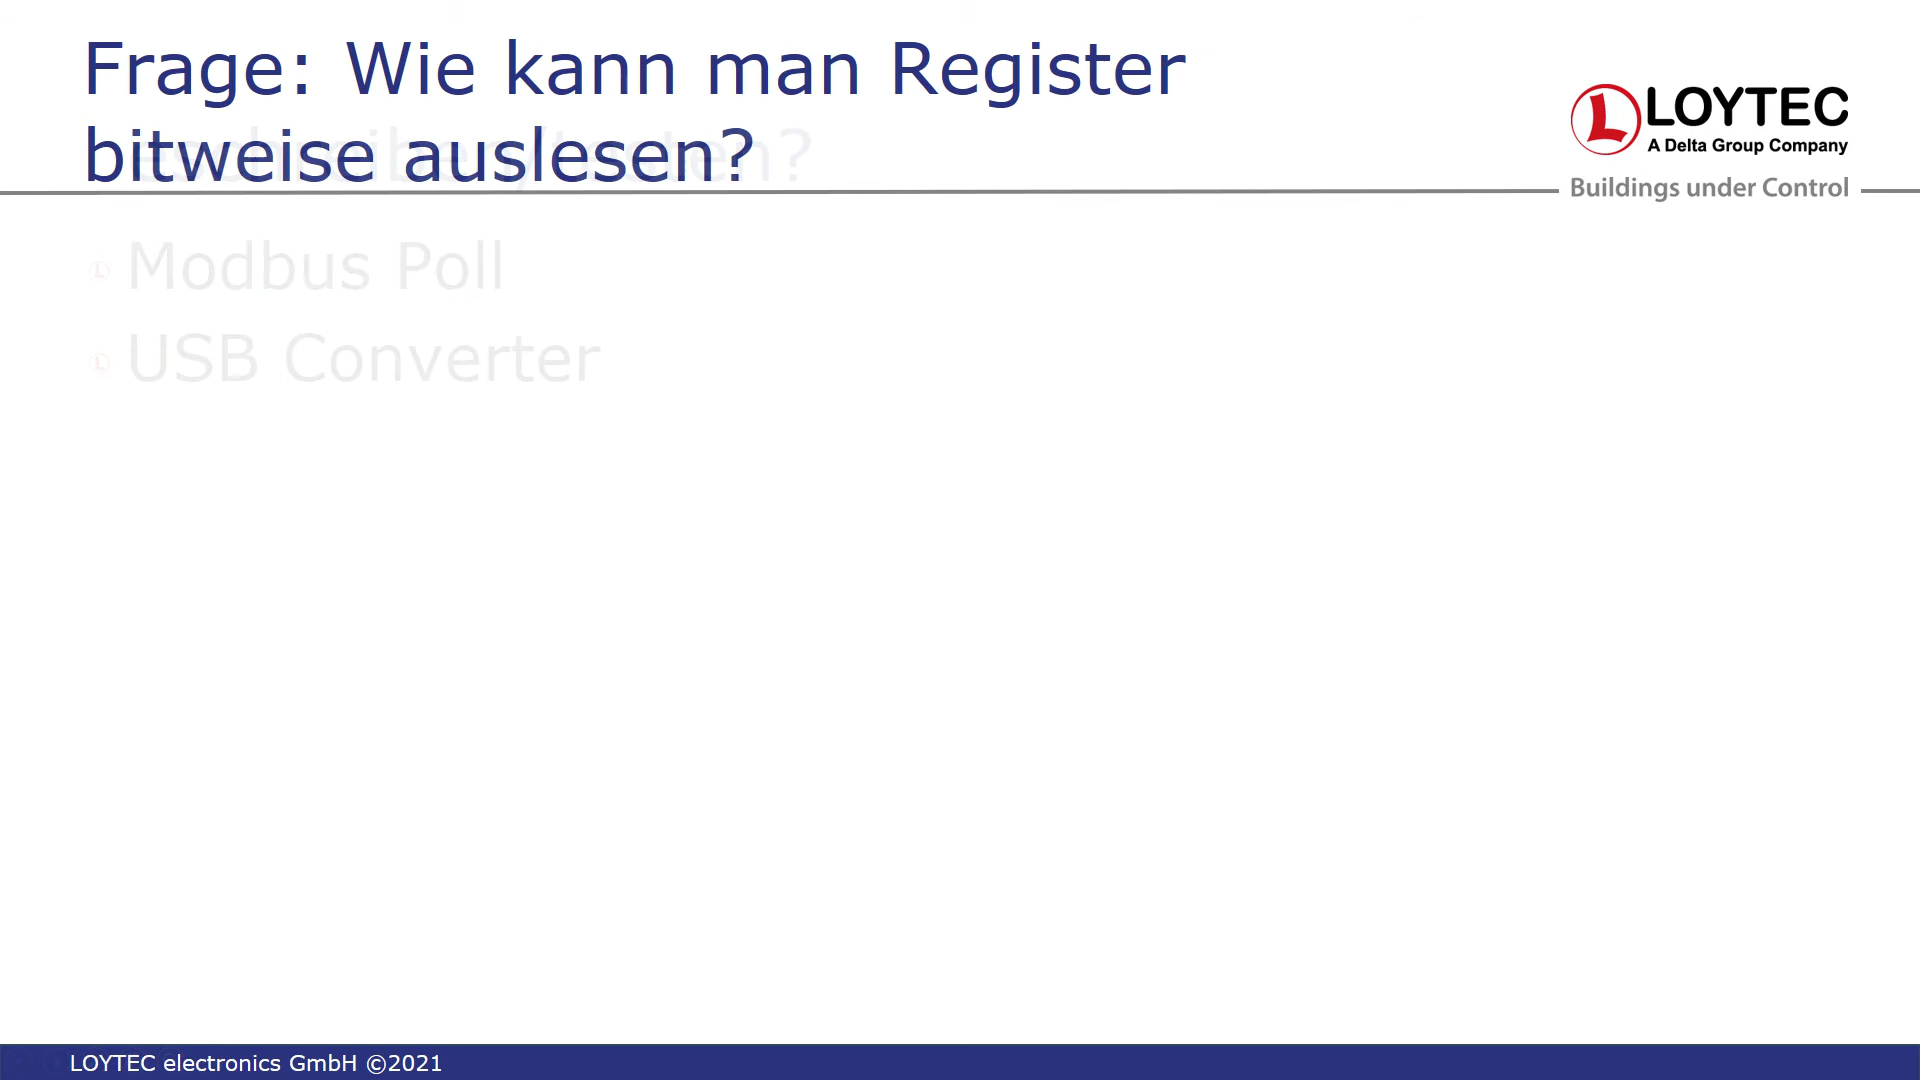 Frage: Wie kann man Register
bitweise auslesen?
LOYTEC
A Delta Group Company
Buildings under Control
Modbus Poll
USB Converter
LOYTEC electronics GmbH ©2021